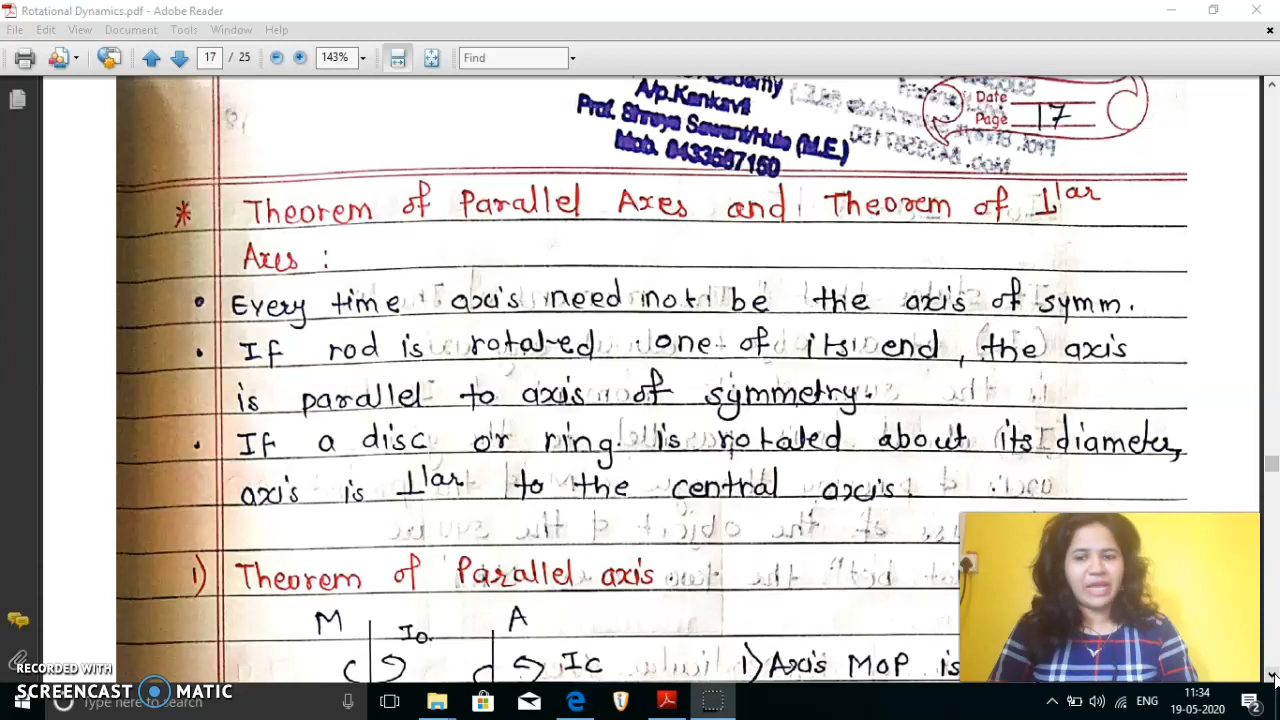 Rotational Dynamics.pdf - Adobe Reader
File Edit View Document Tools Window Help
17 / 25 143% Find
A/p.Kankavli
Prof. Shreya Sawant/Hule (M.E.)
Mob. 8433587160
Date
Page 17
* Theorem of Parallel Axes and Theorem of ⊥lar
Axes :
• Every time axis need not be the axis of symm.
• If rod is rotated one of its end, the axis
is parallel to axis of symmetry.
• If a disc or ring is rotated about its diameter,
axis is ⊥lar to the central axis.
1) Theorem of Parallel axis
M A
C Io
Ic 1) Axis MOP is
RECORDED WITH
SCREENCAST MATIC
Type here to search
ENG
11:34
19-05-2020
2